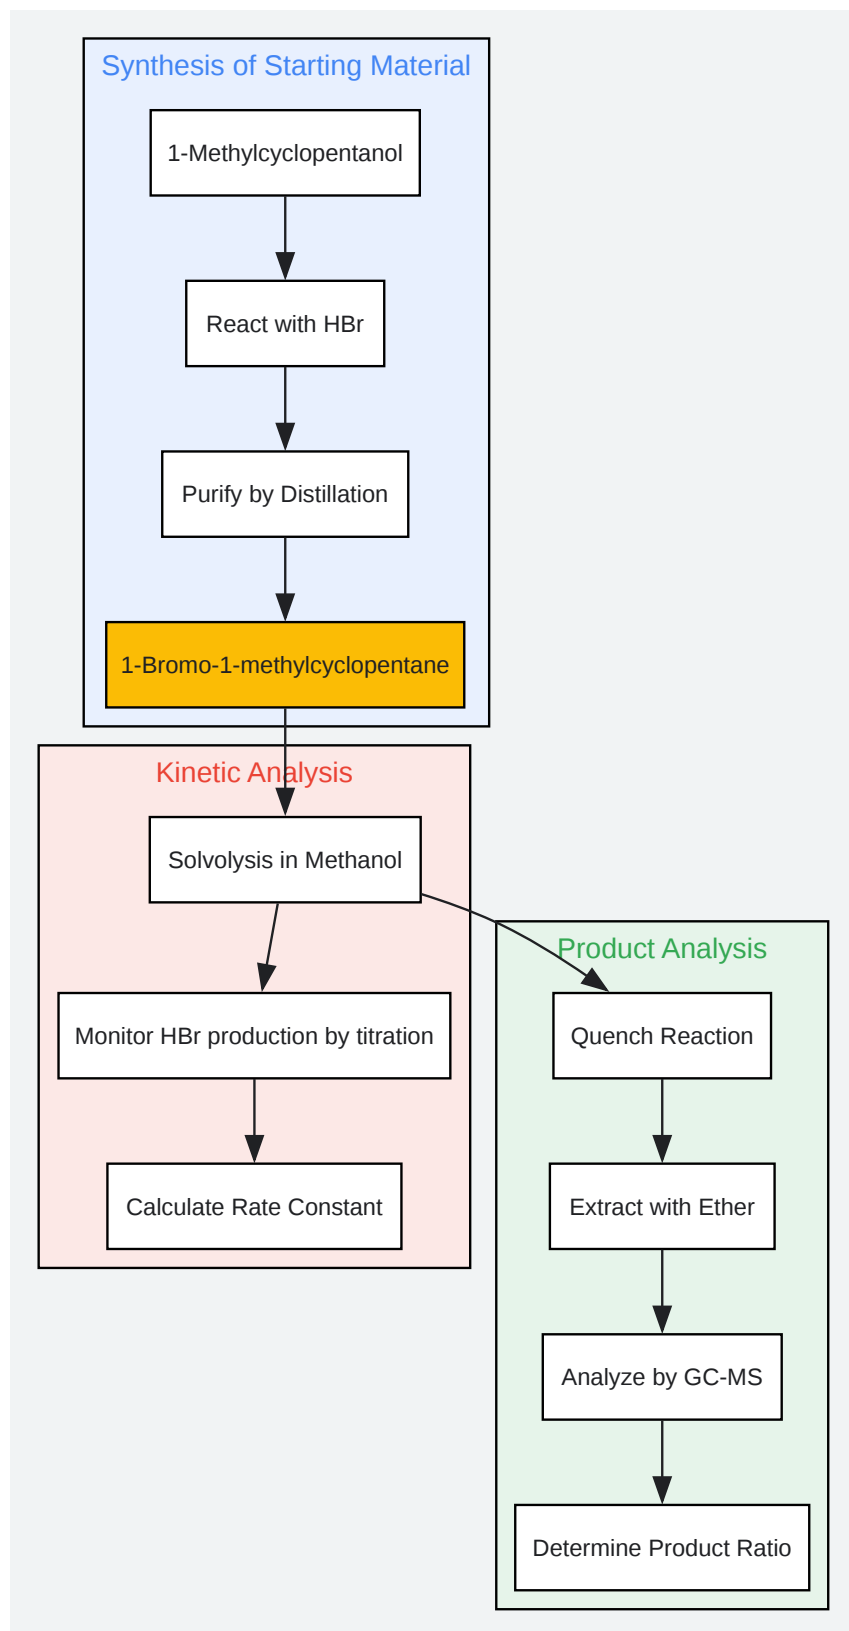 Synthesis of Starting Material
1-Methylcyclopentanol
React with HBr
Purify by Distillation
1-Bromo-1-methylcyclopentane
Kinetic Analysis
Solvolysis in Methanol
Monitor HBr production by titration
Calculate Rate Constant
Product Analysis
Quench Reaction
Extract with Ether
Analyze by GC-MS
Determine Product Ratio